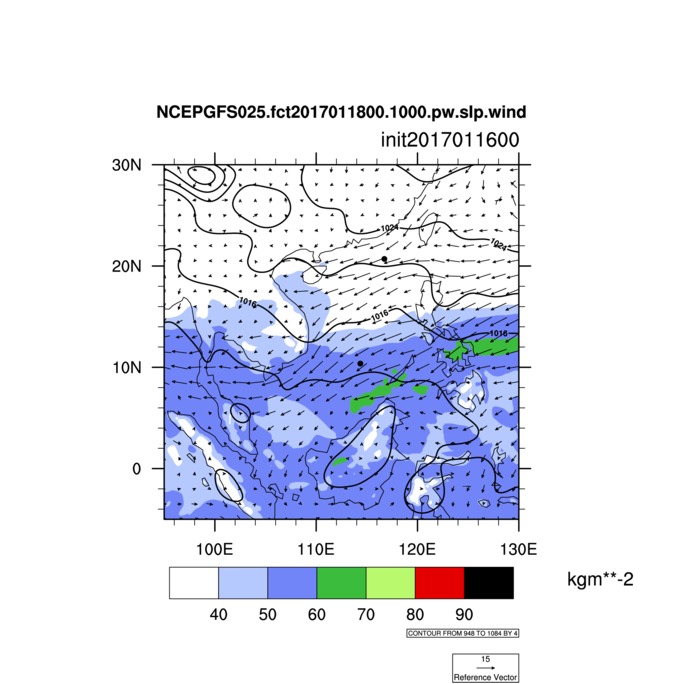 NCEPGFS025.fct2017011800.1000.pw.slp.wind
init2017011600
30N
1024
1024
20N
1016
1016
1016
10N
0
100E 110E 120E 130E
kgm**-2
40 50 60 70 80 90
CONTOUR FROM 948 TO 1084 BY 4
15
Reference Vector